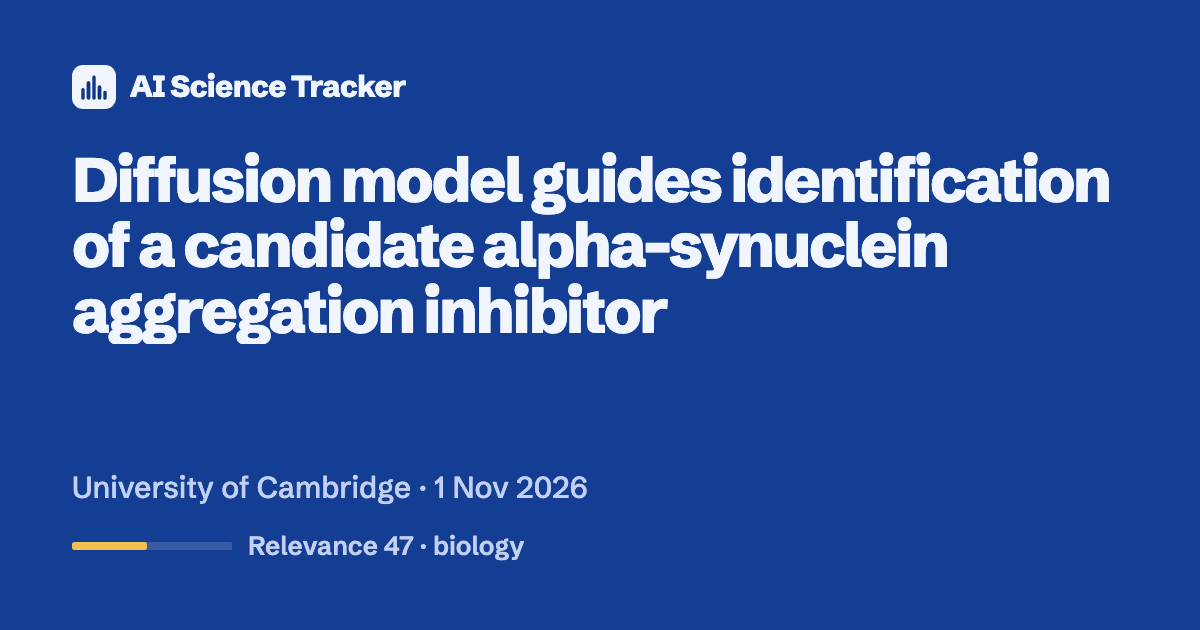 AI Science Tracker
Diffusion model guides identification
of a candidate alpha-synuclein
aggregation inhibitor
University of Cambridge · 1 Nov 2026
Relevance 47 · biology